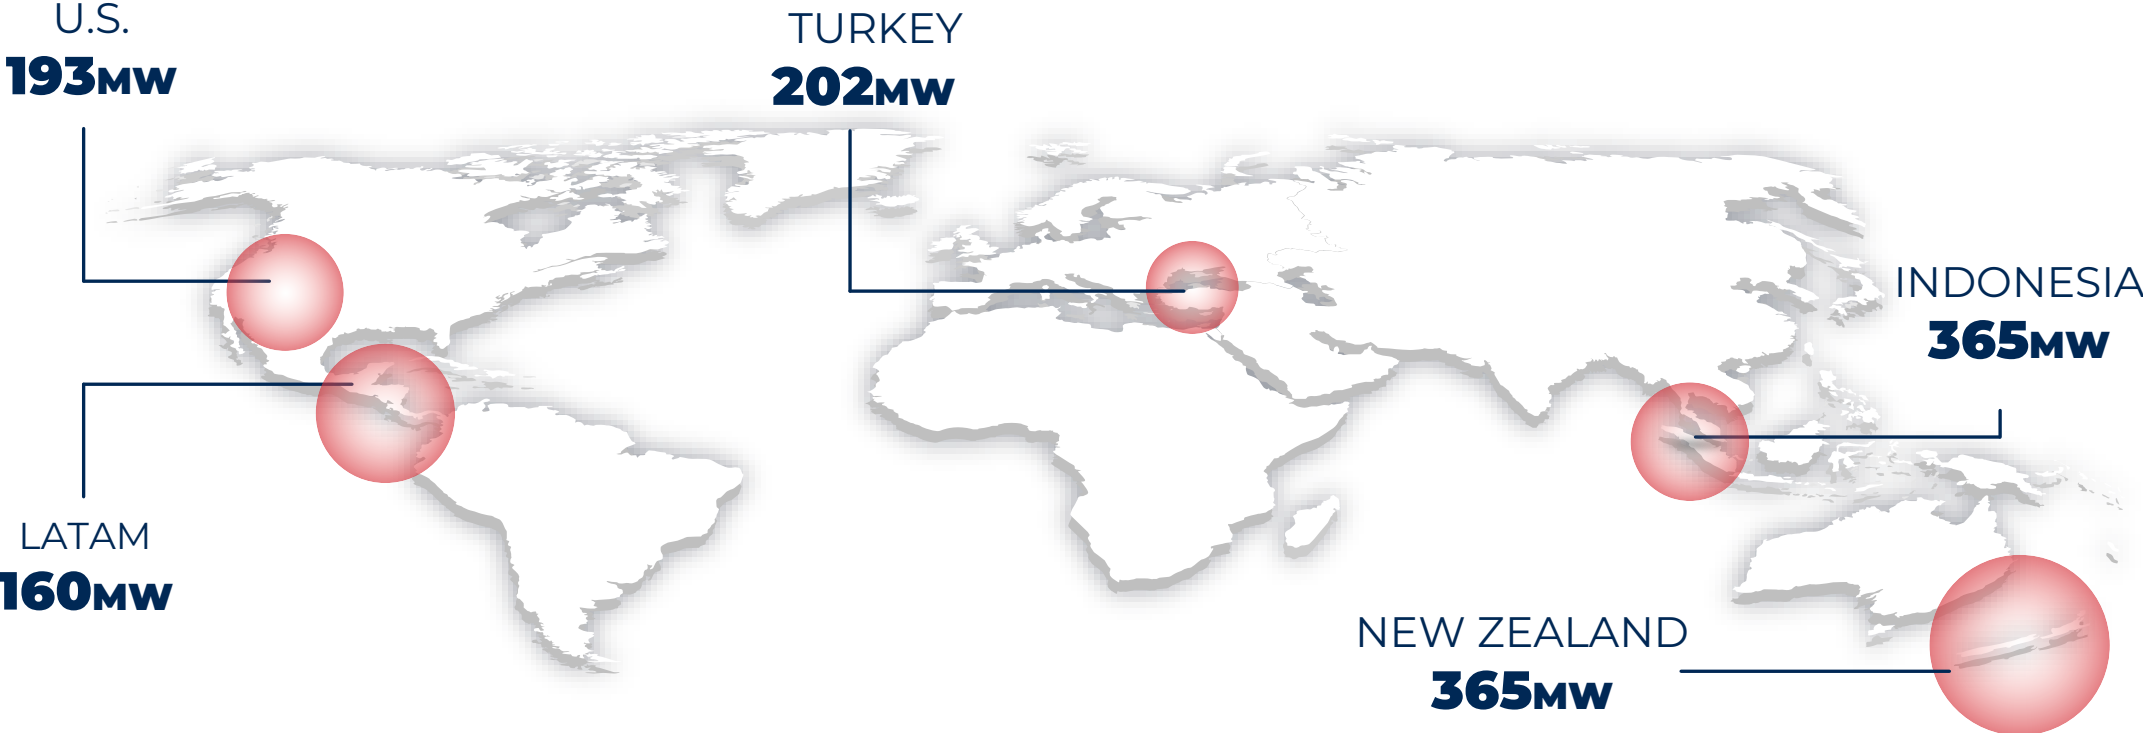 U.S.
193MW
TURKEY
202MW
INDONESIA
365MW
LATAM
160MW
NEW ZEALAND
365MW